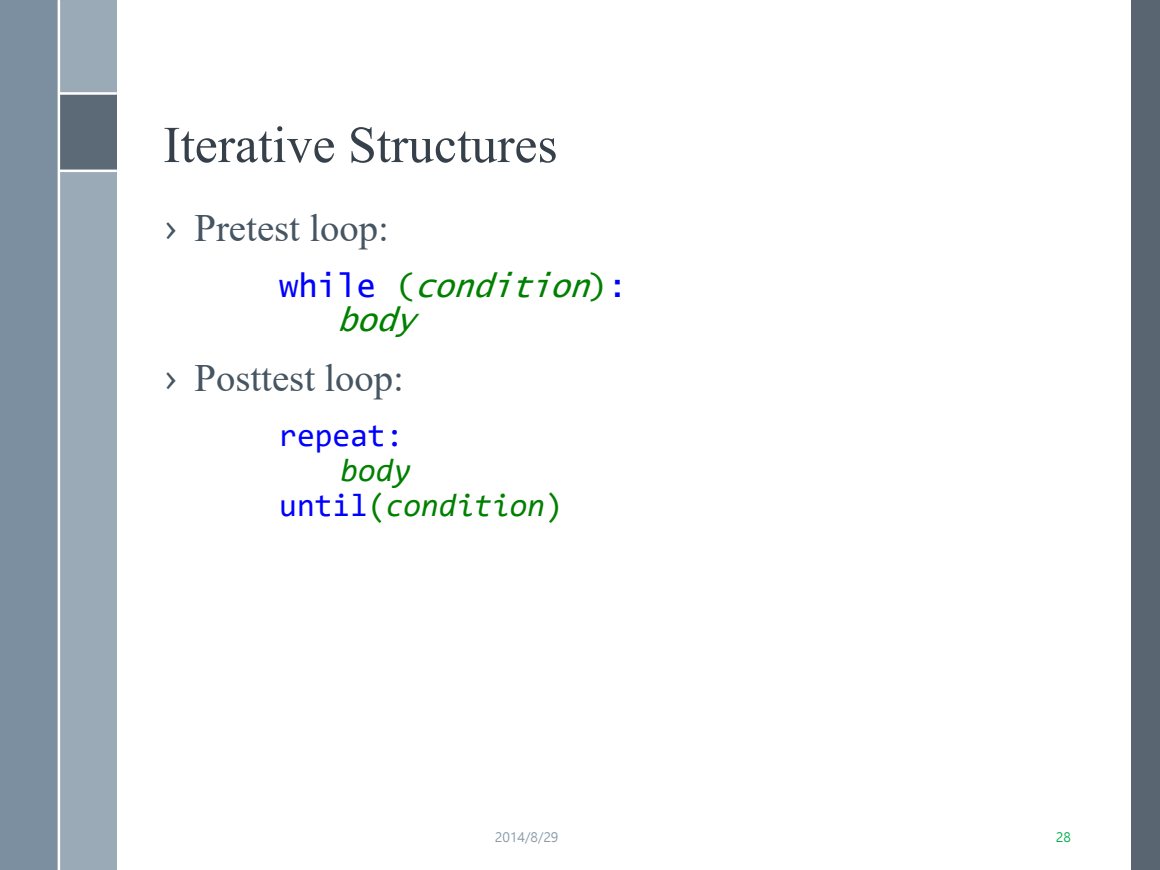 Iterative Structures
› Pretest loop:
while (condition):
body
› Posttest loop:
repeat:
body
until(condition)
2014/8/29
28